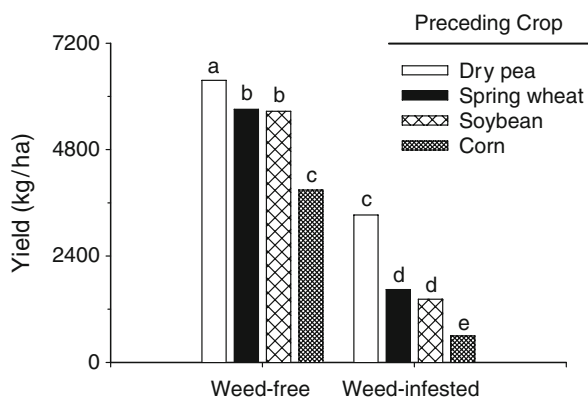 Preceding Crop
Dry pea
Spring wheat
Soybean
Corn
Yield (kg/ha)
7200
4800
2400
0
a
b
b
c
c
d
d
e
Weed-free
Weed-infested